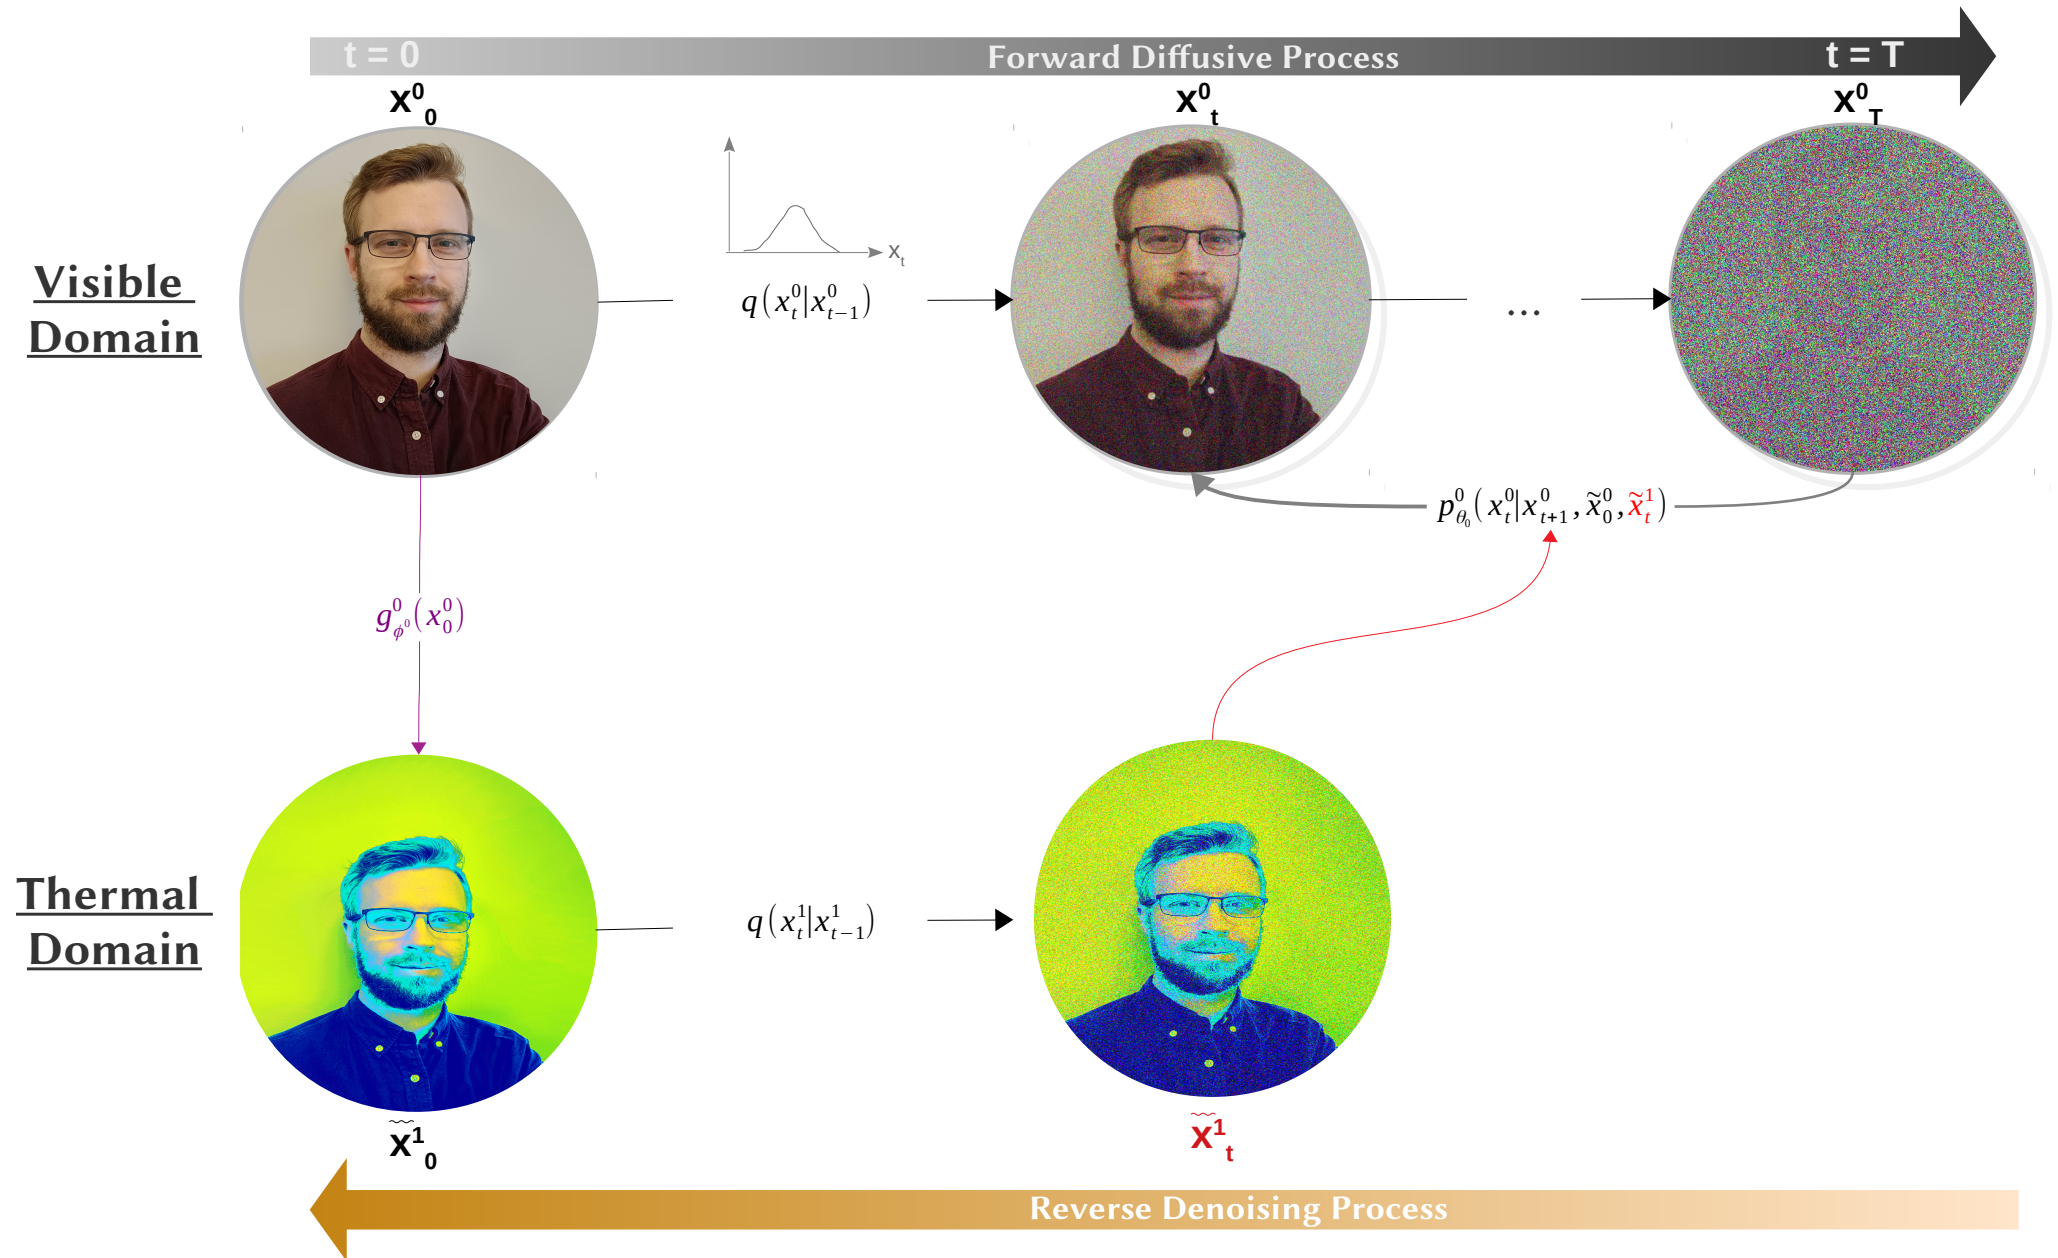 t = 0 Forward Diffusive Process t = T
x⁰₀ x⁰ₜ x⁰_T
xₜ
Visible
Domain
q(x⁰ₜ|x⁰ₜ₋₁)
...
p⁰_θ₀(x⁰ₜ|x⁰ₜ₊₁, x̃⁰₀, x̃¹ₜ)
g⁰_ϕ⁰(x⁰₀)
Thermal
Domain
q(x¹ₜ|x¹ₜ₋₁)
x̃¹₀ x̃¹ₜ
Reverse Denoising Process